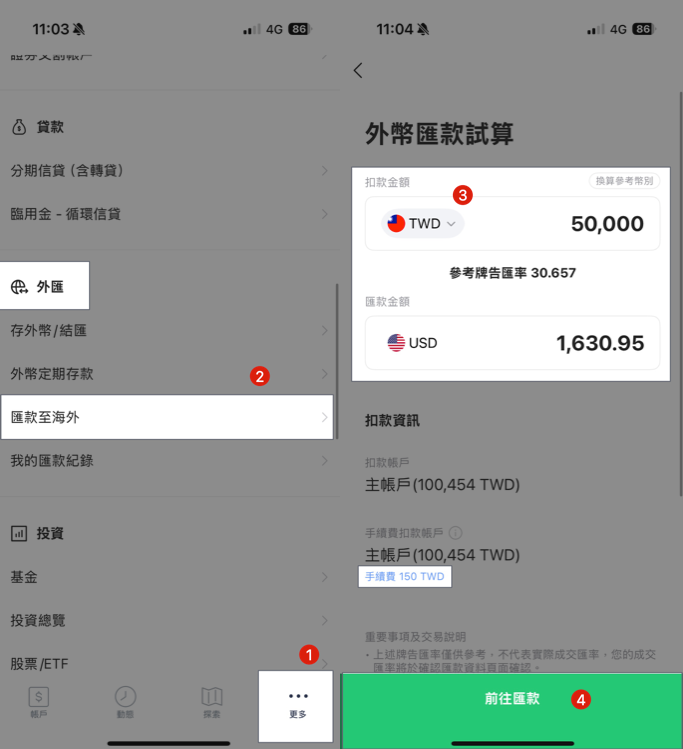 11:03
4G 86
貸款
分期信貸 (含轉貸)
臨用金 - 循環信貸
外匯
存外幣/結匯
外幣定期存款
2
匯款至海外
我的匯款紀錄
投資
基金
投資總覽
1
股票/ETF
帳戶
動態
探索
更多
11:04
4G 86
外幣匯款試算
扣款金額
換算參考幣別
3
TWD
50,000
參考牌告匯率 30.657
匯款金額
USD
1,630.95
扣款資訊
扣款帳戶
主帳戶(100,454 TWD)
手續費扣款帳戶
主帳戶(100,454 TWD)
手續費 150 TWD
重要事項及交易說明
・上述牌告匯率僅供參考，不代表實際成交匯率，您的成交
匯率將於確認匯款資料頁面確認。
前往匯款
4